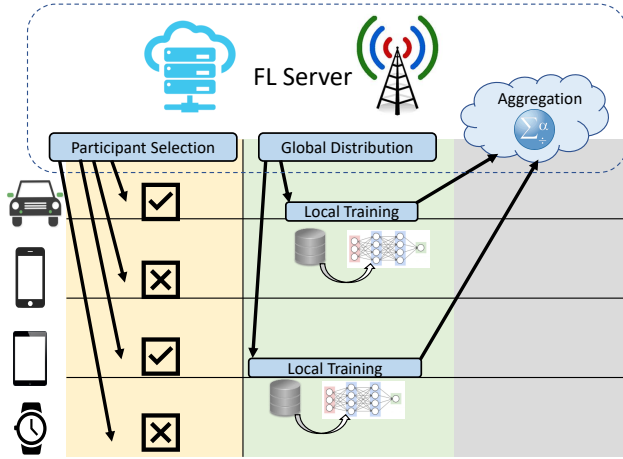 FL Server
Aggregation
Σ α ÷
Participant Selection
Global Distribution
Local Training
Local Training